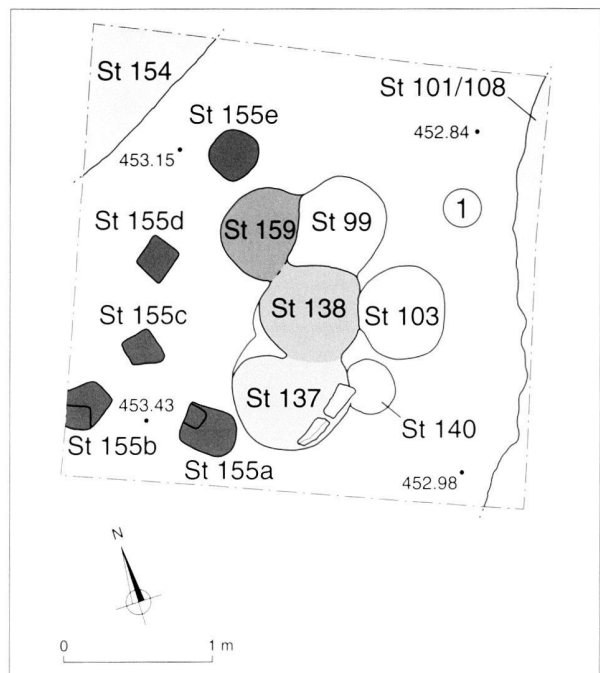 St 154
St 101/108
St 155e
452.84
453.15
1
St 159
St 99
St 155d
St 138
St 103
St 155c
St 137
453.43
St 140
St 155b
St 155a
452.98
N
0 1 m